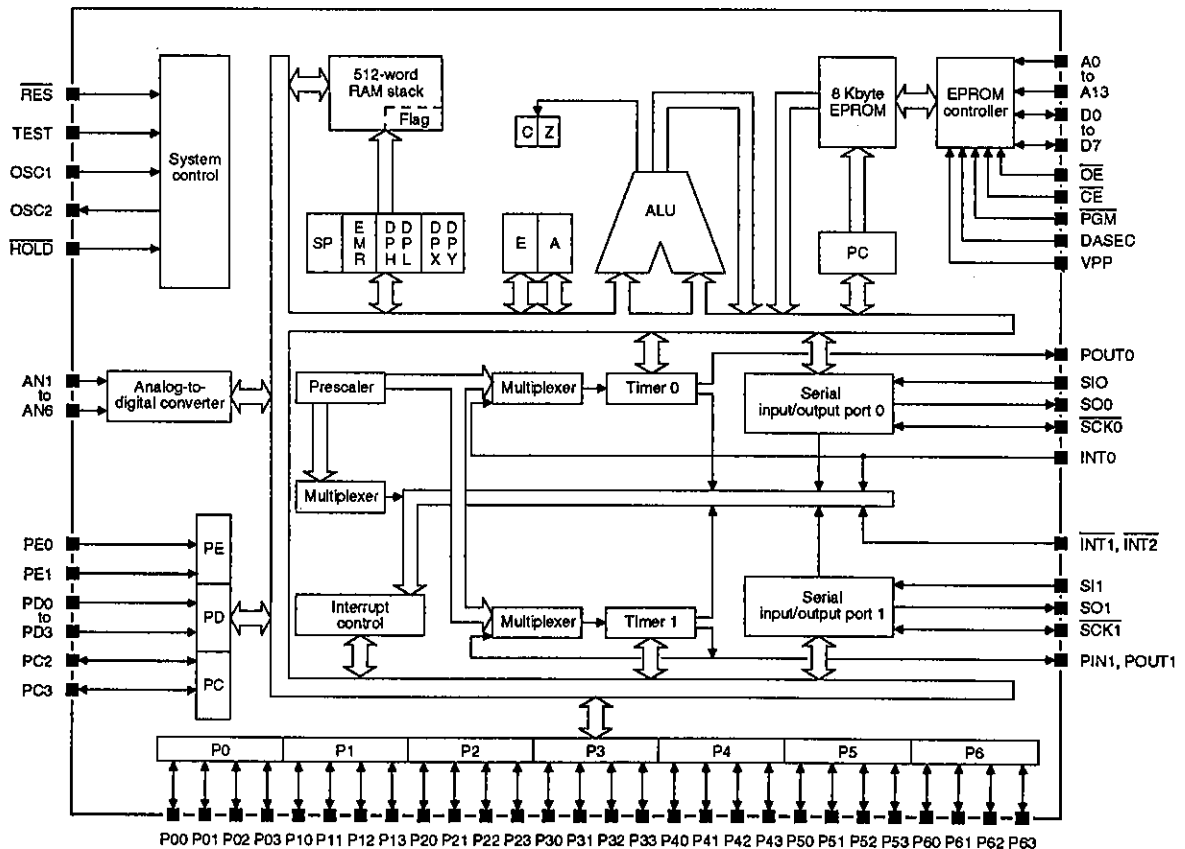 RES
TEST
OSC1
OSC2
HOLD
System
control
512-word
RAM stack
Flag
SP
EMR
DPH
DPL
DPX
DPY
C Z
E A
ALU
8 Kbyte
EPROM
EPROM
controller
PC
A0
to
A13
D0
to
D7
OE
CE
PGM
DASEC
VPP
AN1
to
AN6
Analog-to-
digital converter
Prescaler
Multiplexer
Timer 0
Serial
input/output port 0
POUT0
SIO
SO0
SCK0
INT0
Multiplexer
INT1, INT2
PE0
PE1
PD0
to
PD3
PC2
PC3
PE
PD
PC
Interrupt
control
Multiplexer
Timer 1
Serial
input/output port 1
SI1
SO1
SCK1
PIN1, POUT1
P0 P1 P2 P3 P4 P5 P6
P00 P01 P02 P03 P10 P11 P12 P13 P20 P21 P22 P23 P30 P31 P32 P33 P40 P41 P42 P43 P50 P51 P52 P53 P60 P61 P62 P63